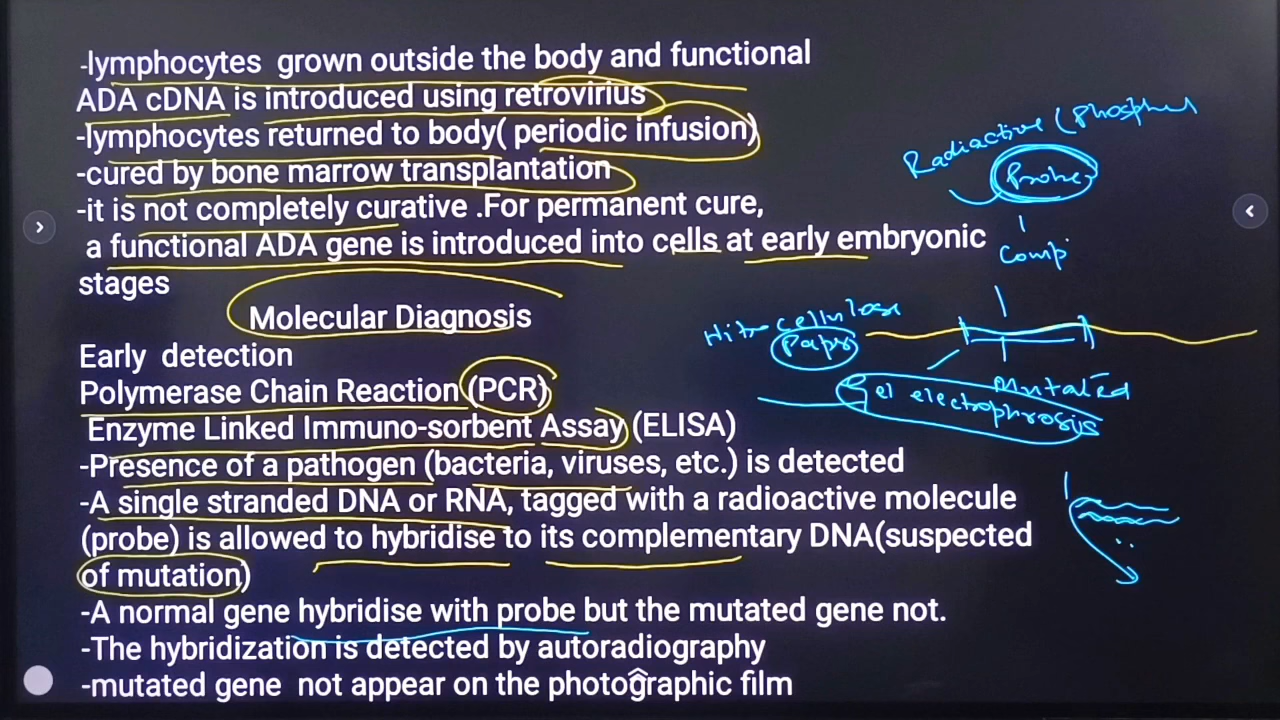 -lymphocytes grown outside the body and functional
ADA cDNA is introduced using retrovirius
-lymphocytes returned to body( periodic infusion)
-cured by bone marrow transplantation
-it is not completely curative .For permanent cure,
a functional ADA gene is introduced into cells at early embryonic
stages
Molecular Diagnosis
Early detection
Polymerase Chain Reaction (PCR)
Enzyme Linked Immuno-sorbent Assay (ELISA)
-Presence of a pathogen (bacteria, viruses, etc.) is detected
-A single stranded DNA or RNA, tagged with a radioactive molecule
(probe) is allowed to hybridise to its complementary DNA(suspected
of mutation)
-A normal gene hybridise with probe but the mutated gene not.
-The hybridization is detected by autoradiography
-mutated gene not appear on the photographic film
Radiactive (
Probe
Comp
Nitrocellulose
Paper
Mutated
Gel electrophrosis